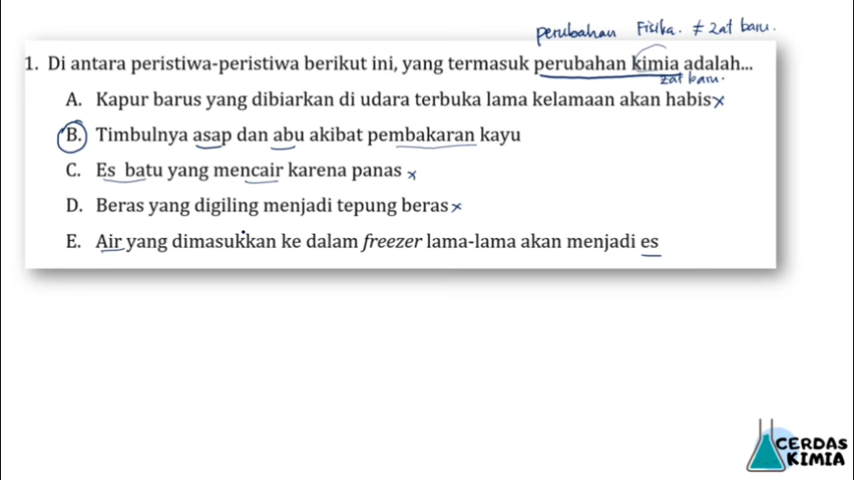 perubahan Fisika. ≠ zat baru.
1. Di antara peristiwa-peristiwa berikut ini, yang termasuk perubahan kimia adalah...
zat baru.
A. Kapur barus yang dibiarkan di udara terbuka lama kelamaan akan habis x
B. Timbulnya asap dan abu akibat pembakaran kayu
C. Es batu yang mencair karena panas x
D. Beras yang digiling menjadi tepung beras x
E. Air yang dimasukkan ke dalam freezer lama-lama akan menjadi es
CERDAS
KIMIA